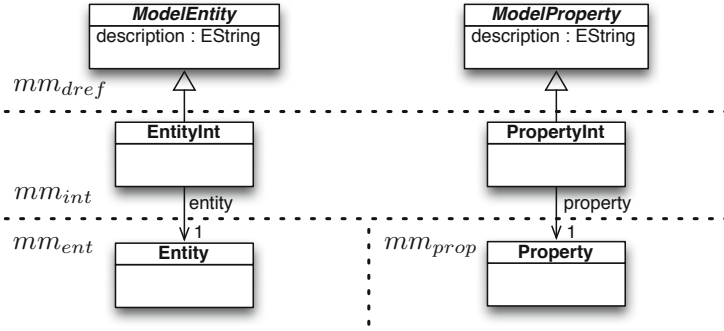 ModelEntity
description : EString
ModelProperty
description : EString
mm_dref
EntityInt
PropertyInt
mm_int
entity
property
1
1
mm_ent
mm_prop
Entity
Property